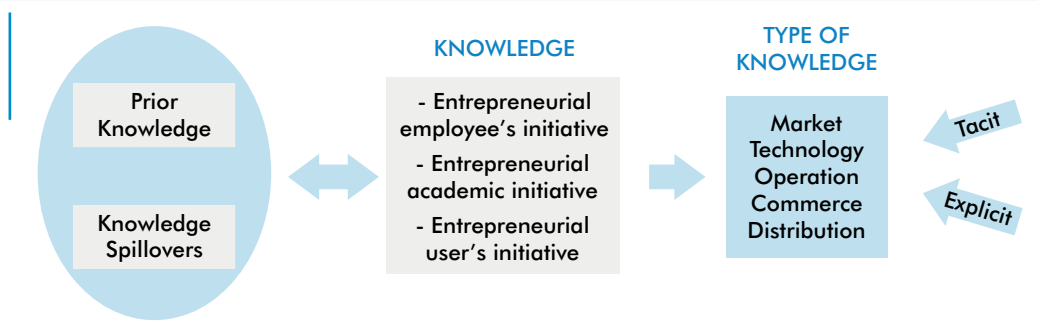 Prior
Knowledge
Knowledge
Spillovers
KNOWLEDGE
- Entrepreneurial
employee's initiative
- Entrepreneurial
academic initiative
- Entrepreneurial
user's initiative
TYPE OF
KNOWLEDGE
Market
Technology
Operation
Commerce
Distribution
Tacit
Explicit